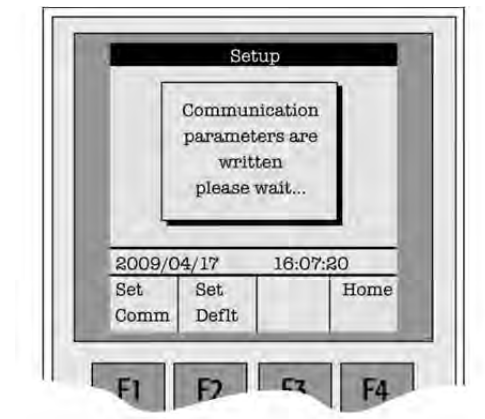 Setup
Communication
parameters are
written
please wait...
2009/04/17 16:07:20
Set Set Home
Comm Deflt
F1 F2 F3 F4